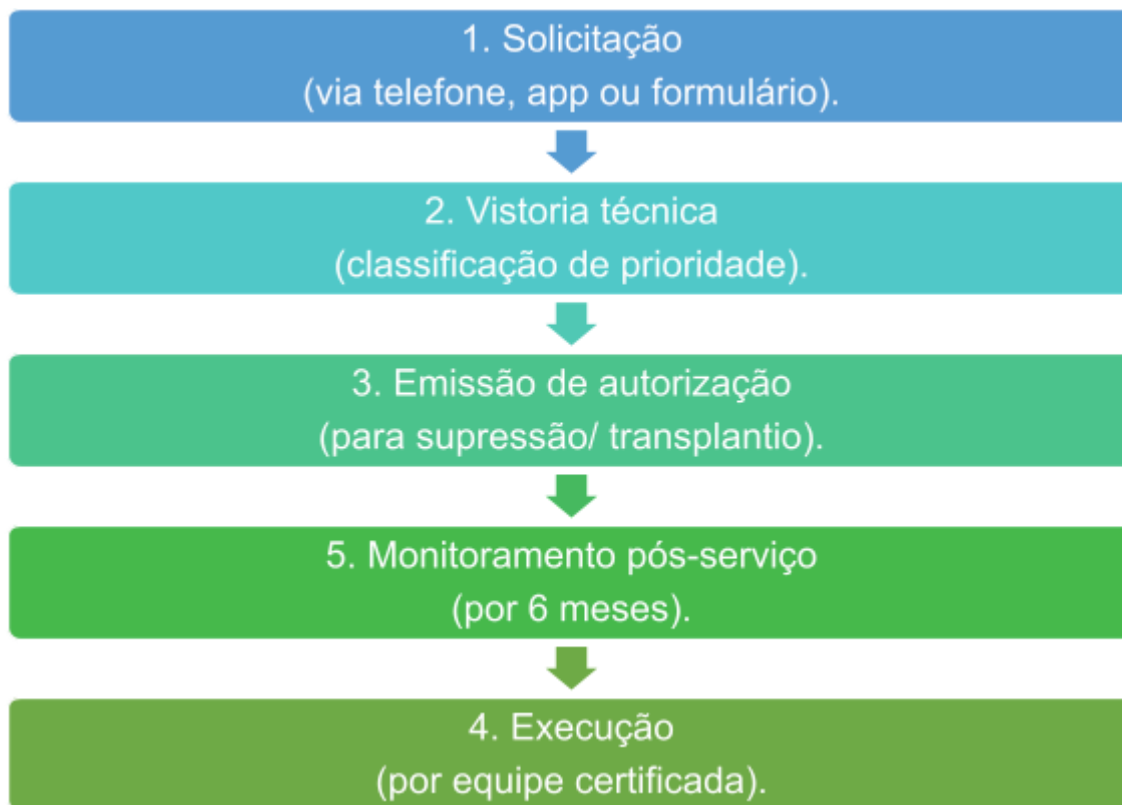 1. Solicitação
(via telefone, app ou formulário).
2. Vistoria técnica
(classificação de prioridade).
3. Emissão de autorização
(para supressão/ transplantio).
5. Monitoramento pós-serviço
(por 6 meses).
4. Execução
(por equipe certificada).